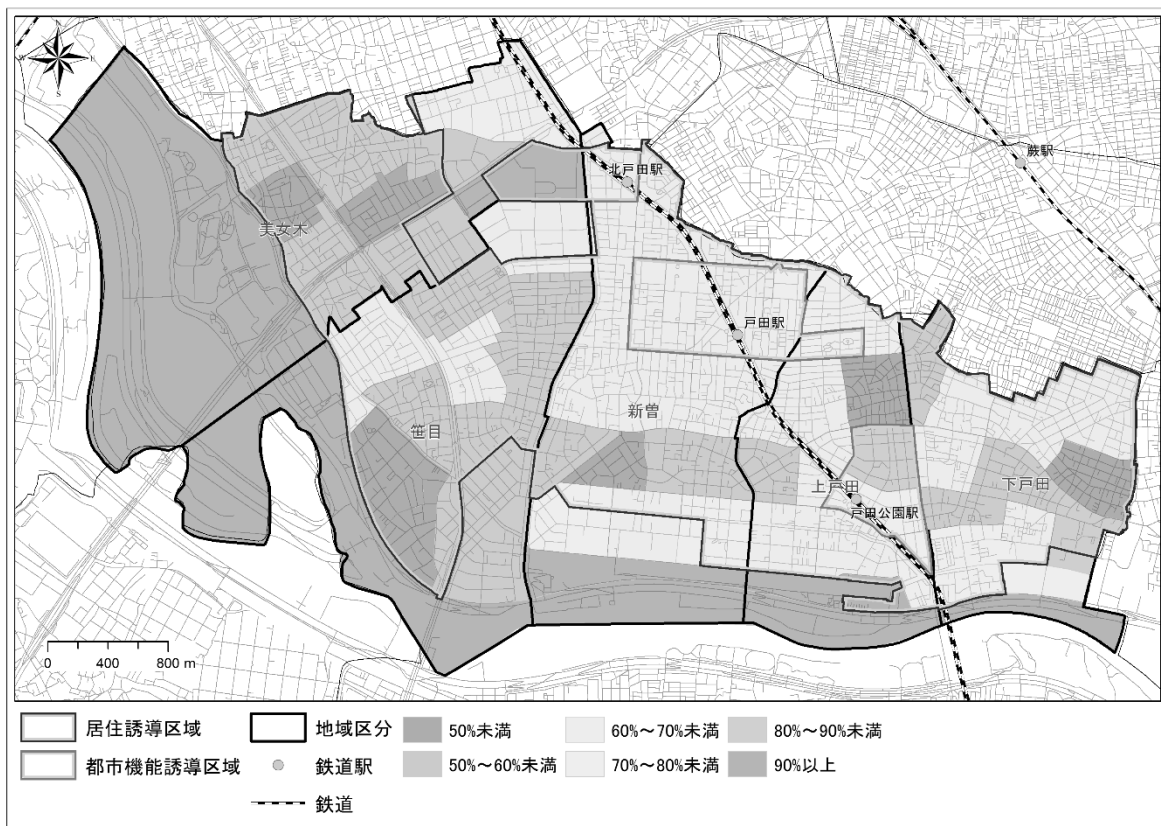 N
W
E
S
蕨駅
北戸田駅
美女木
戸田駅
新曽
笹目
上戸田
下戸田
戸田公園駅
0 400 800 m
居住誘導区域
地域区分
50%未満
60%~70%未満
80%~90%未満
都市機能誘導区域
鉄道駅
50%~60%未満
70%~80%未満
90%以上
鉄道